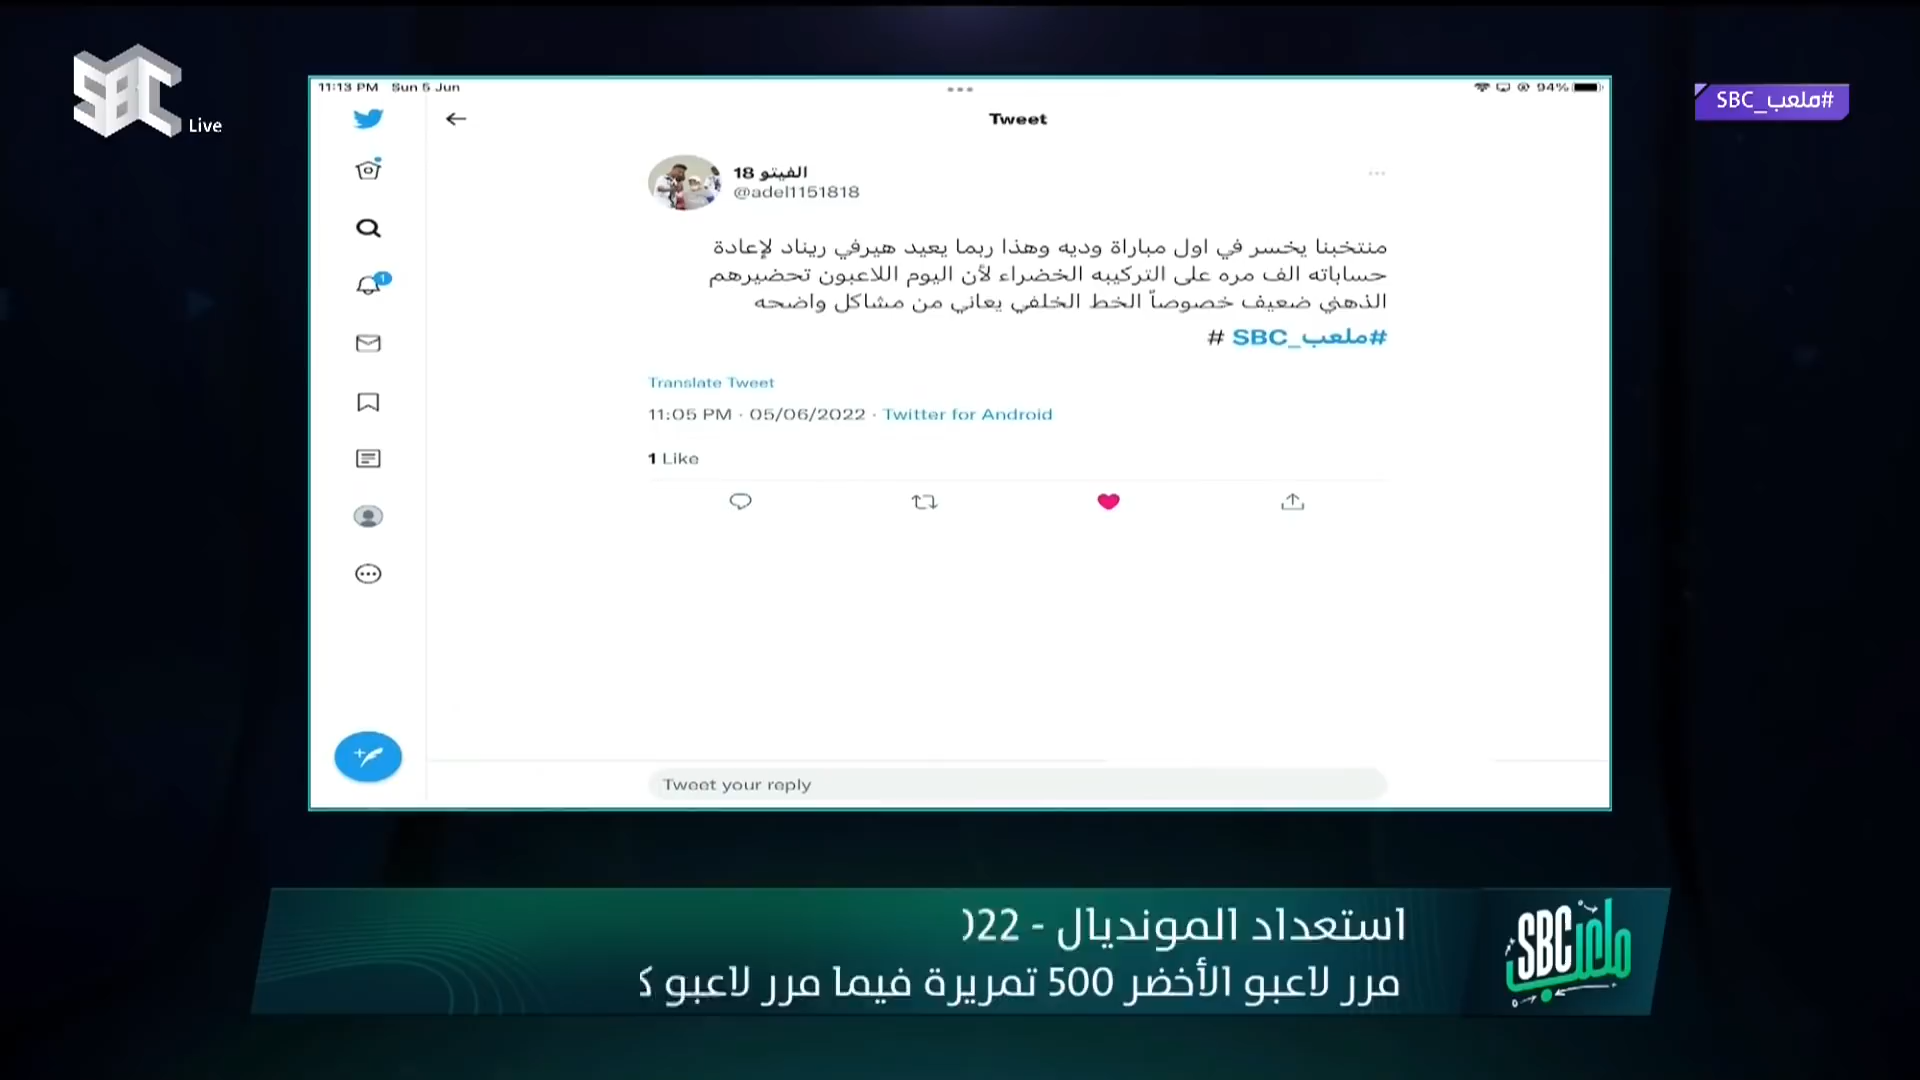 SBC
Live
#ملعب_SBC
11:13 PM Sun 5 Jun
94%
Tweet
الفيتو 18
@adel1151818
منتخبنا يخسر في اول مباراة وديه وهذا ربما يعيد هيرفي ريناد لإعادة
حساباته الف مره على التركيبه الخضراء لأن اليوم اللاعبون تحضيرهم
الذهني ضعيف خصوصاً الخط الخلفي يعاني من مشاكل واضحه
#ملعب_SBC #
Translate Tweet
11:05 PM · 05/06/2022 · Twitter for Android
1 Like
1
Tweet your reply
استعداد المونديال - 022
مرر لاعبو الأخضر 500 تمريرة فيما مرر لاعبو
ملعب SBC